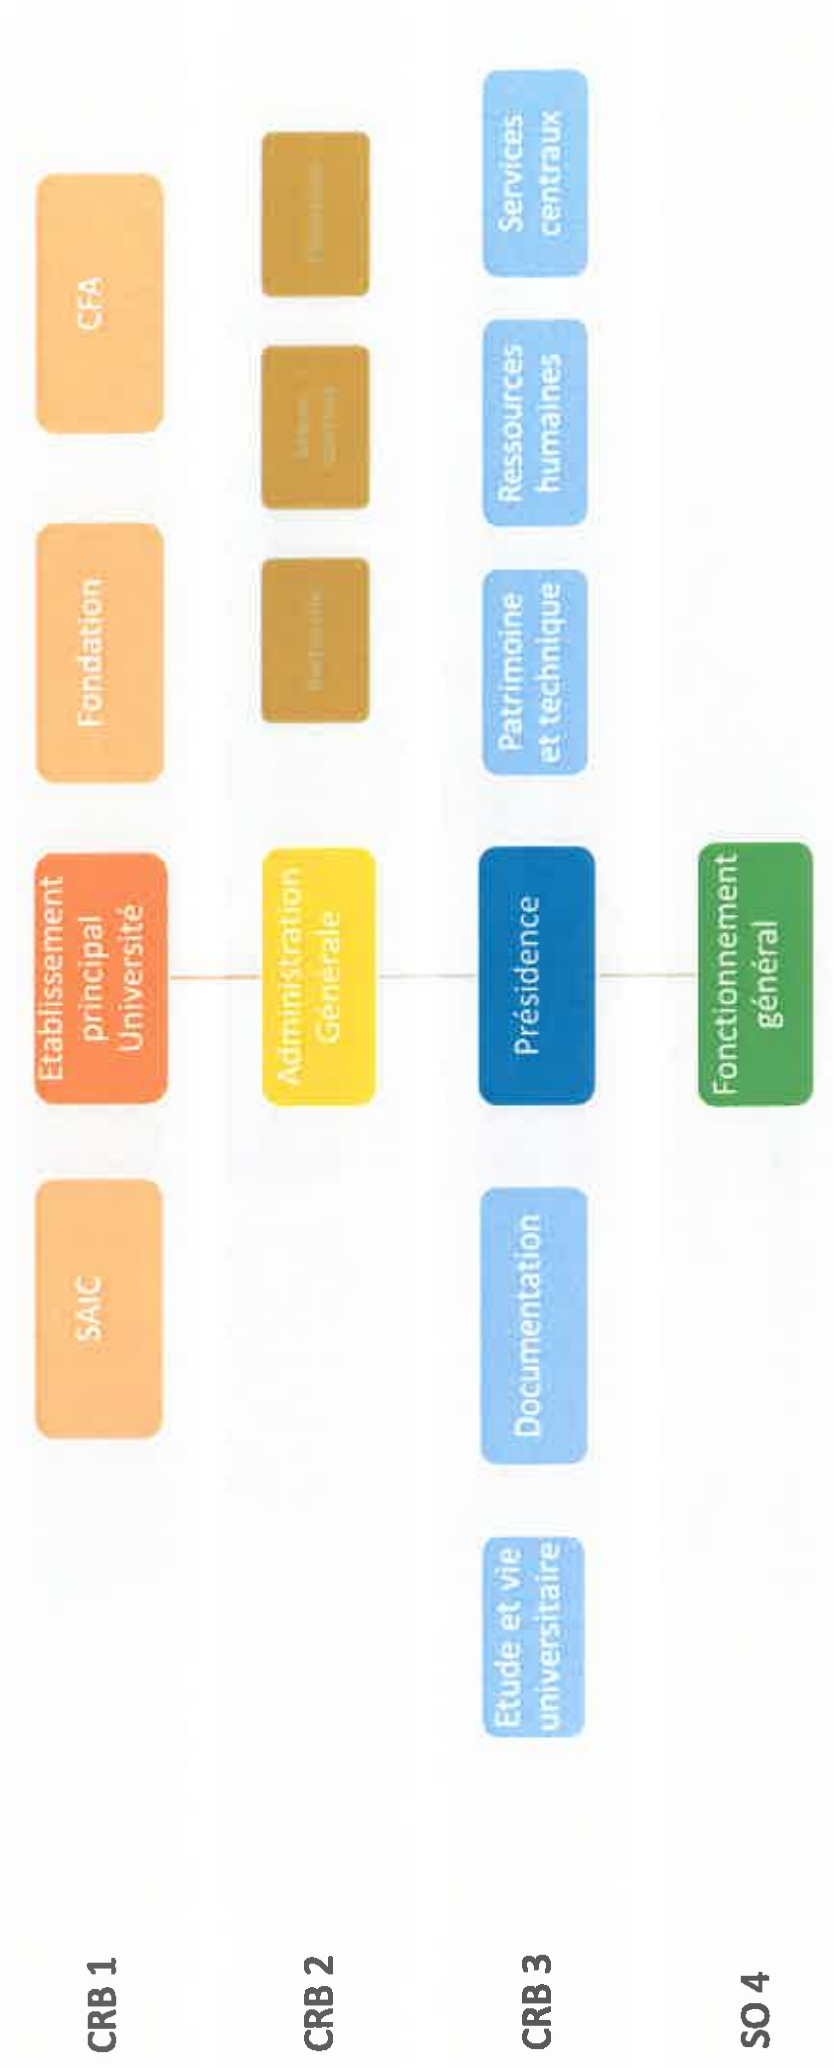 CRB 1
SAIC
Etablissement
principal
Université
Fondation
CFA
CRB 2
Administration
Générale
CRB 3
Etude et vie
universitaire
Documentation
Présidence
Patrimoine
et technique
Ressources
humaines
Services
centraux
SO 4
Fonctionnement
général